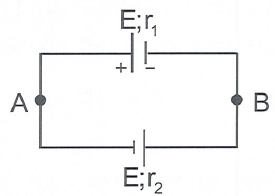 E;r₁
+ −
A B
E;r₂